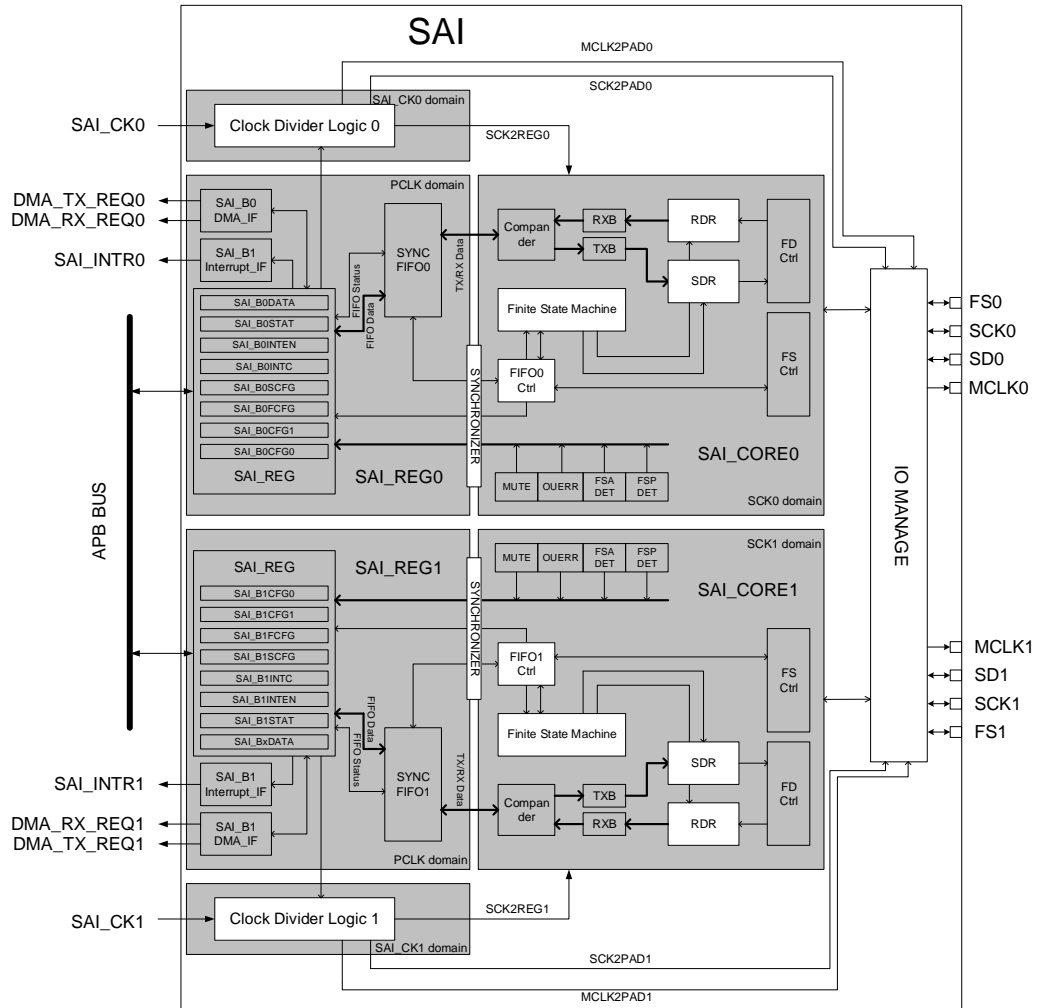 SAI
MCLK2PAD0
SCK2PAD0
SAI_CK0 domain
SAI_CK0
Clock Divider Logic 0
SCK2REG0
PCLK domain
DMA_TX_REQ0
DMA_RX_REQ0
SAI_B0
DMA_IF
SAI_INTR0
SAI_B1
Interrupt_IF
SYNC
FIFO0
FIFO Status
FIFO Data
TX/RX Data
SAI_B0DATA
SAI_B0STAT
SAI_B0INTEN
SAI_B0INTC
SAI_B0SCFG
SAI_B0FCFG
SAI_B0CFG1
SAI_B0CFG0
SAI_REG
SAI_REG0
SYNCHRONIZER
Compan
der
RXB
TXB
RDR
SDR
FD
Ctrl
Finite State Machine
FIFO0
Ctrl
FS
Ctrl
SAI_CORE0
MUTE
OUERR
FSA
DET
FSP
DET
SCK0 domain
FS0
SCK0
SD0
MCLK0
IO MANAGE
APB BUS
SAI_REG
SAI_REG1
SAI_B1CFG0
SAI_B1CFG1
SAI_B1FCFG
SAI_B1SCFG
SAI_B1INTC
SAI_B1INTEN
SAI_B1STAT
SAI_BxDATA
SYNCHRONIZER
SCK1 domain
MUTE
OUERR
FSA
DET
FSP
DET
SAI_CORE1
FIFO1
Ctrl
FS
Ctrl
Finite State Machine
FIFO Data
FIFO Status
SYNC
FIFO1
TX/RX Data
SDR
Compan
der
TXB
RXB
RDR
FD
Ctrl
MCLK1
SD1
SCK1
FS1
SAI_INTR1
SAI_B1
Interrupt_IF
DMA_RX_REQ1
DMA_TX_REQ1
SAI_B1
DMA_IF
PCLK domain
SAI_CK1
Clock Divider Logic 1
SCK2REG1
SAI_CK1 domain
SCK2PAD1
MCLK2PAD1